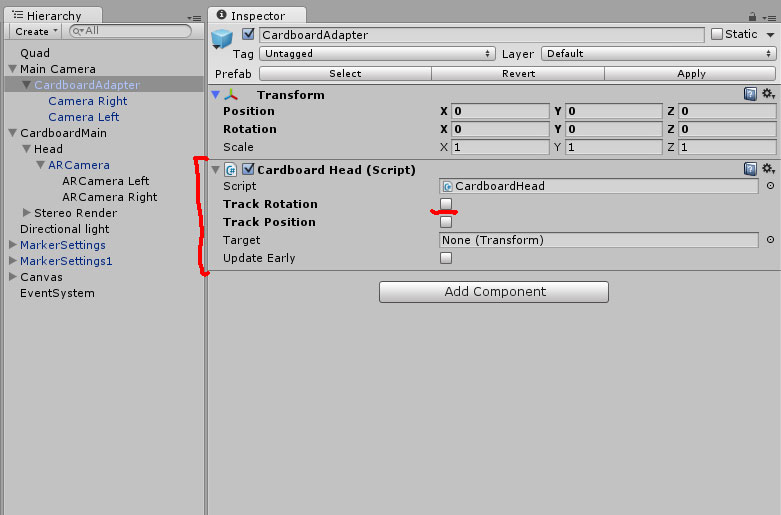 Hierarchy
Create
All
Quad
Main Camera
CardboardAdapter
Camera Right
Camera Left
CardboardMain
Head
ARCamera
ARCamera Left
ARCamera Right
Stereo Render
Directional light
MarkerSettings
MarkerSettings1
Canvas
EventSystem
Inspector
CardboardAdapter Static
Tag Untagged Layer Default
Prefab Select Revert Apply
Transform
Position X 0 Y 0 Z 0
Rotation X 0 Y 0 Z 0
Scale X 1 Y 1 Z 1
Cardboard Head (Script)
Script CardboardHead
Track Rotation
Track Position
Target None (Transform)
Update Early
Add Component